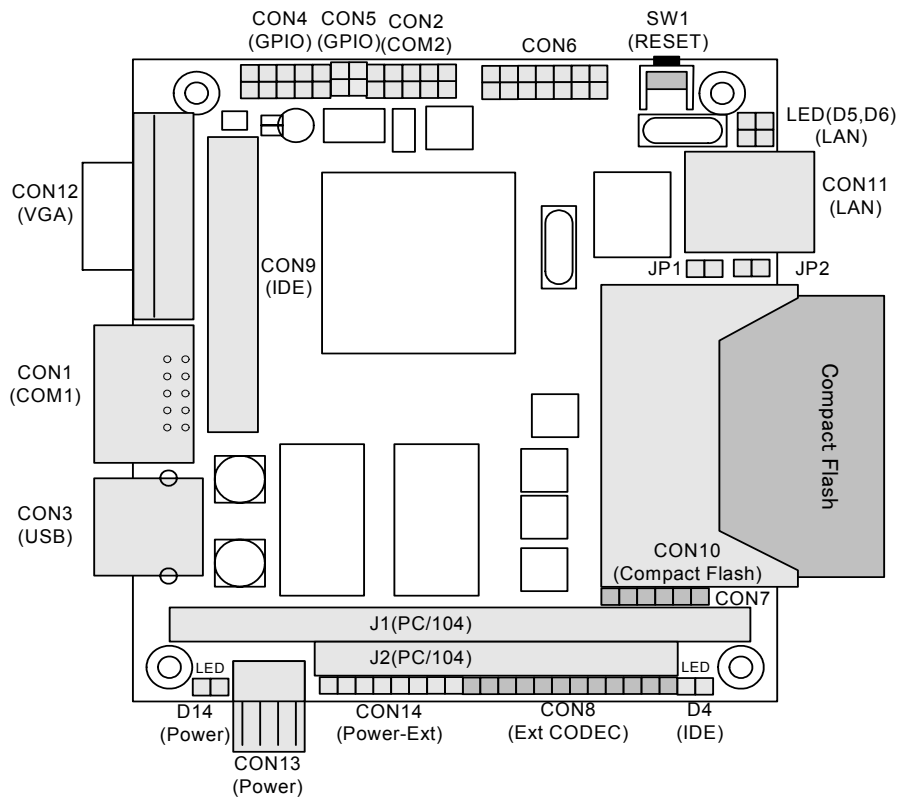 CON4
(GPIO)
CON5
(GPIO)
CON2
(COM2)
CON6
SW1
(RESET)
LED(D5,D6)
(LAN)
CON12
(VGA)
CON11
(LAN)
CON9
(IDE)
JP1
JP2
CON1
(COM1)
Compact Flash
CON3
(USB)
CON10
(Compact Flash)
CON7
J1(PC/104)
J2(PC/104)
LED
LED
D14
(Power)
CON14
(Power-Ext)
CON8
(Ext CODEC)
D4
(IDE)
CON13
(Power)